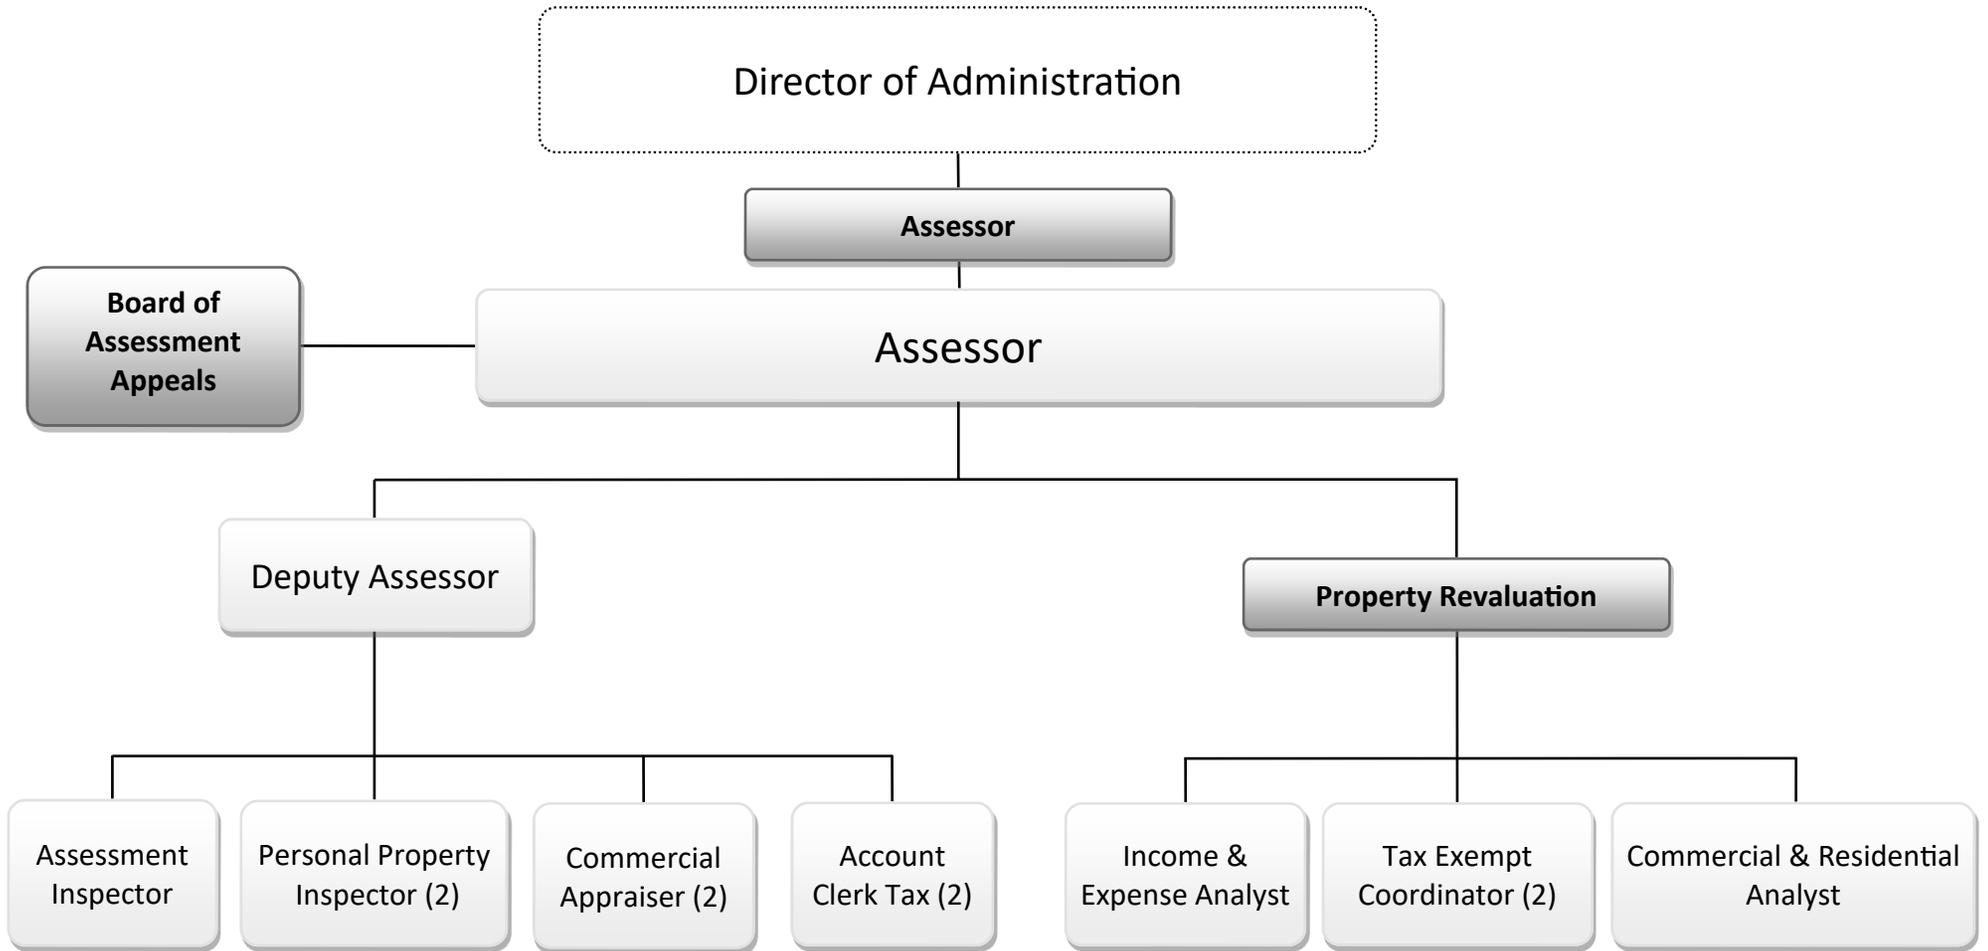 Director of Administration
Assessor
Board of
Assessment
Appeals
Assessor
Deputy Assessor
Property Revaluation
Assessment
Inspector
Personal Property
Inspector (2)
Commercial
Appraiser (2)
Account
Clerk Tax (2)
Income &
Expense Analyst
Tax Exempt
Coordinator (2)
Commercial & Residential
Analyst